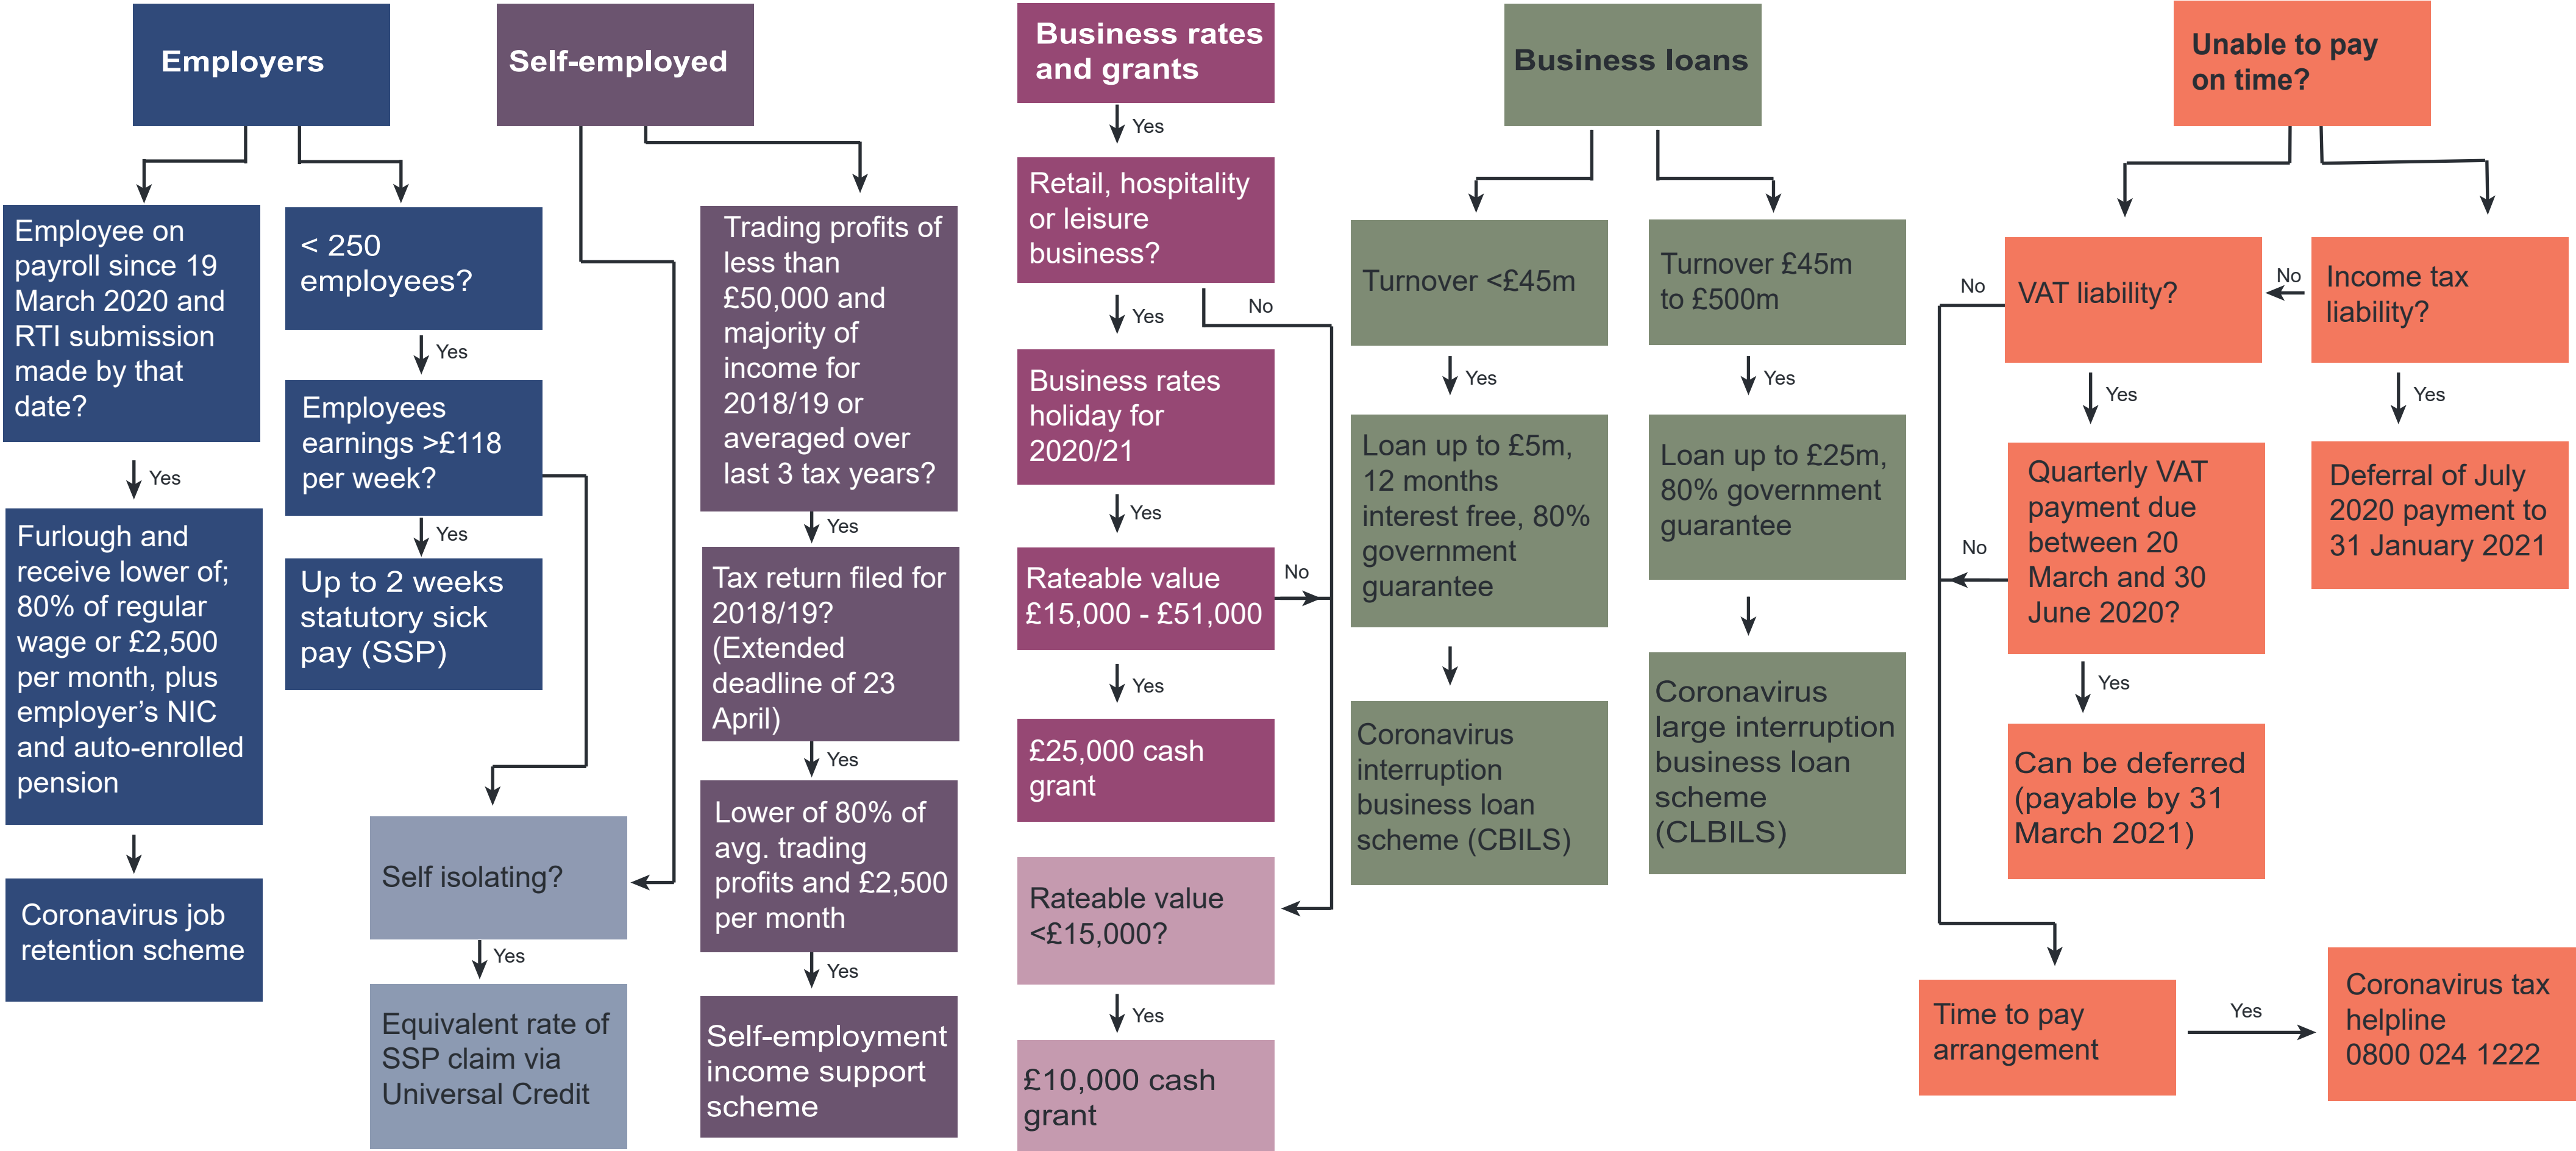 Employers
Employee on
payroll since 19
March 2020 and
RTI submission
made by that
date?
Yes
Furlough and
receive lower of;
80% of regular
wage or £2,500
per month, plus
employer’s NIC
and auto-enrolled
pension
Coronavirus job
retention scheme
< 250
employees?
Yes
Employees
earnings >£118
per week?
Yes
Up to 2 weeks
statutory sick
pay (SSP)
Self isolating?
Yes
Equivalent rate of
SSP claim via
Universal Credit
Self-employed
Trading profits of
less than
£50,000 and
majority of
income for
2018/19 or
averaged over
last 3 tax years?
Yes
Tax return filed for
2018/19?
(Extended
deadline of 23
April)
Yes
Lower of 80% of
avg. trading
profits and £2,500
per month
Yes
Self-employment
income support
scheme
Business rates
and grants
Yes
Retail, hospitality
or leisure
business?
Yes
No
Business rates
holiday for
2020/21
Yes
Rateable value
£15,000 - £51,000
No
Yes
£25,000 cash
grant
Rateable value
<£15,000?
Yes
£10,000 cash
grant
Business loans
Turnover <£45m
Yes
Loan up to £5m,
12 months
interest free, 80%
government
guarantee
Coronavirus
interruption
business loan
scheme (CBILS)
Turnover £45m
to £500m
Yes
Loan up to £25m,
80% government
guarantee
Coronavirus
large interruption
business loan
scheme
(CLBILS)
Unable to pay
on time?
No
VAT liability?
No
Income tax
liability?
Yes
Yes
Quarterly VAT
payment due
between 20
March and 30
June 2020?
No
Yes
Can be deferred
(payable by 31
March 2021)
Deferral of July
2020 payment to
31 January 2021
Time to pay
arrangement
Yes
Coronavirus tax
helpline
0800 024 1222